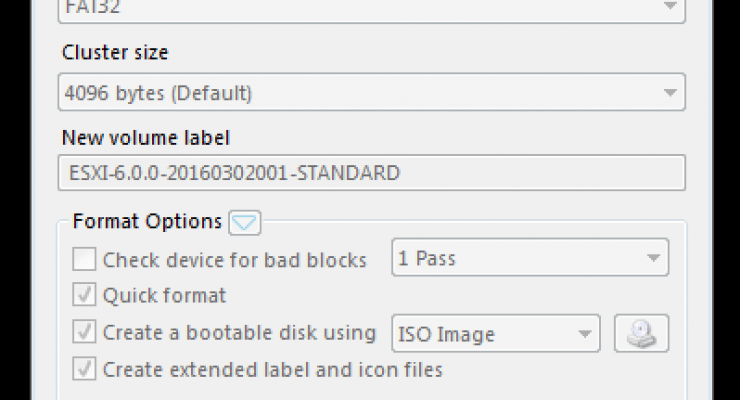 FAT32
Cluster size
4096 bytes (Default)
New volume label
ESXI-6.0.0-20160302001-STANDARD
Format Options
Check device for bad blocks 1 Pass
Quick format
Create a bootable disk using ISO Image
Create extended label and icon files